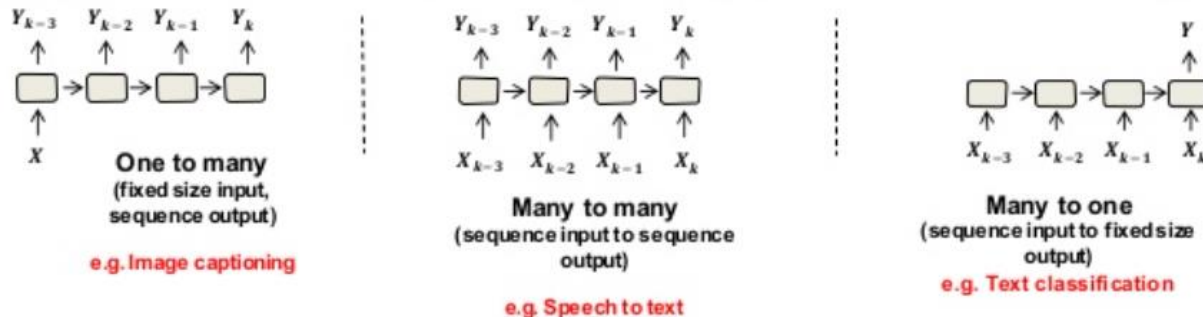 Y_{k-3} Y_{k-2} Y_{k-1} Y_k
X
One to many
(fixed size input,
sequence output)
e.g. Image captioning
Y_{k-3} Y_{k-2} Y_{k-1} Y_k
X_{k-3} X_{k-2} X_{k-1} X_k
Many to many
(sequence input to sequence
output)
e.g. Speech to text
Y
X_{k-3} X_{k-2} X_{k-1} X_k
Many to one
(sequence input to fixed size
output)
e.g. Text classification